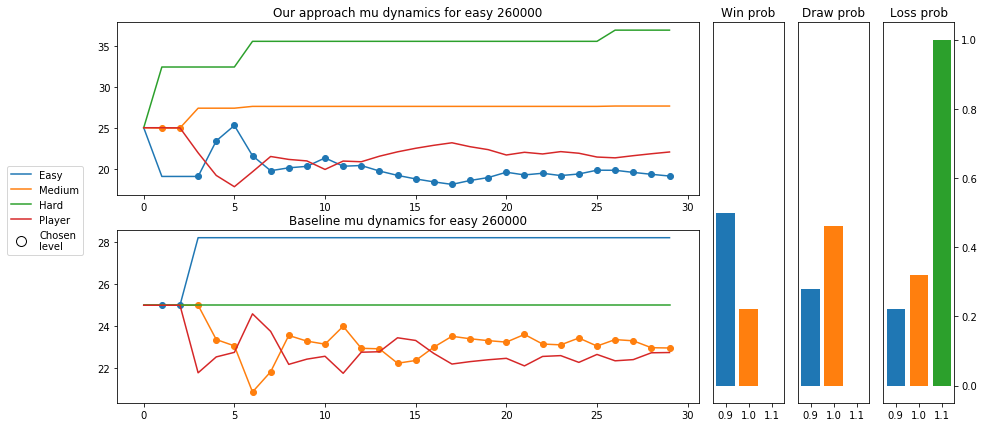 Our approach mu dynamics for easy 260000
Win prob
Draw prob
Loss prob
35
30
25
20
0
5
10
15
20
25
30
Easy
Medium
Hard
Player
Chosen
level
Baseline mu dynamics for easy 260000
28
26
24
22
0
5
10
15
20
25
30
0.9 1.0 1.1
0.9 1.0 1.1
0.9 1.0 1.1
1.0
0.8
0.6
0.4
0.2
0.0